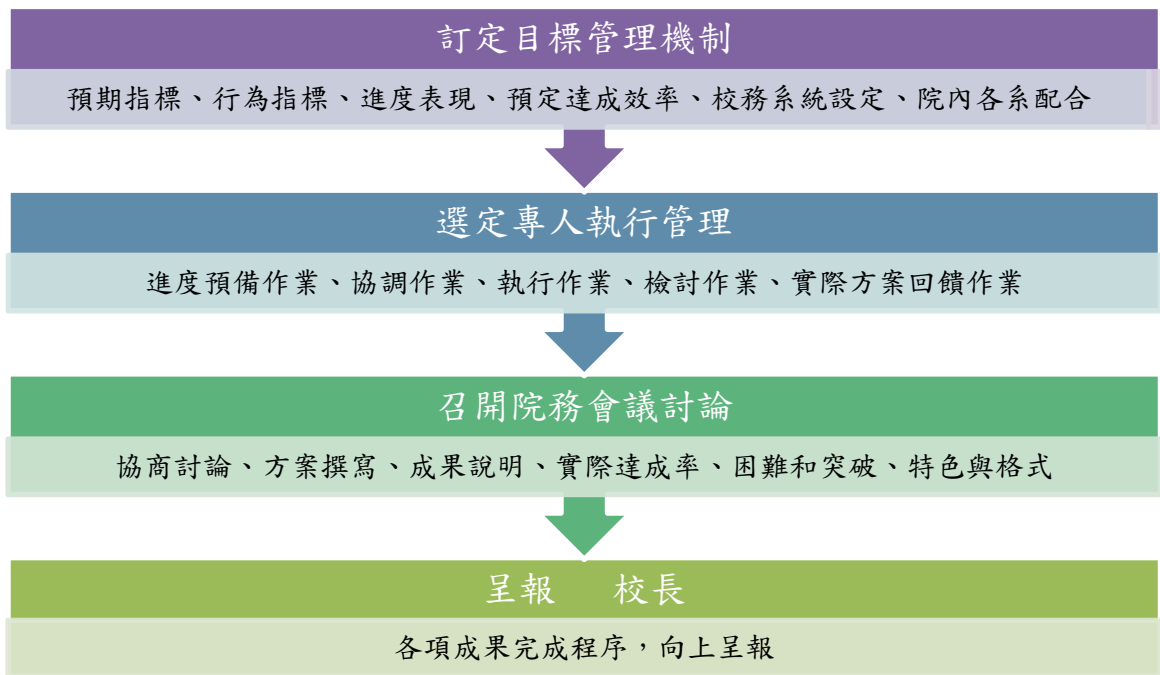 訂定目標管理機制
預期指標、行為指標、進度表現、預定達成效率、校務系統設定、院內各系配合
選定專人執行管理
進度預備作業、協調作業、執行作業、檢討作業、實際方案回饋作業
召開院務會議討論
協商討論、方案撰寫、成果說明、實際達成率、困難和突破、特色與格式
呈報　校長
各項成果完成程序，向上呈報